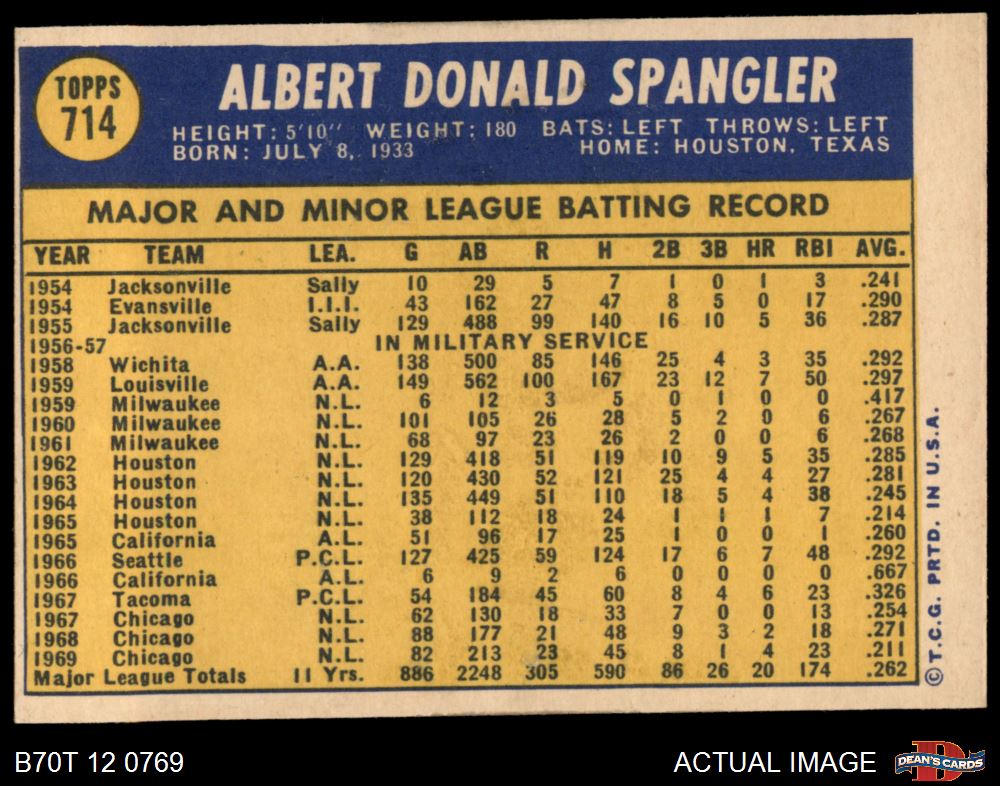 TOPPS
714
ALBERT DONALD SPANGLER
HEIGHT: 5'10" WEIGHT: 180 BATS: LEFT THROWS: LEFT
BORN: JULY 8, 1933 HOME: HOUSTON, TEXAS
MAJOR AND MINOR LEAGUE BATTING RECORD
YEAR TEAM LEA. G AB R H 2B 3B HR RBI AVG.
1954 Jacksonville Sally 10 29 5 7 1 0 1 3 .241
1954 Evansville I.I.I. 43 162 27 47 8 5 0 17 .290
1955 Jacksonville Sally 129 488 99 140 16 10 5 36 .287
1956-57 IN MILITARY SERVICE
1958 Wichita A.A. 138 500 85 146 25 4 3 35 .292
1959 Louisville A.A. 149 562 100 167 23 12 7 50 .297
1959 Milwaukee N.L. 6 12 3 5 0 1 0 0 .417
1960 Milwaukee N.L. 101 105 26 28 5 2 0 6 .267
1961 Milwaukee N.L. 68 97 23 26 2 0 0 6 .268
1962 Houston N.L. 129 418 51 119 10 9 5 35 .285
1963 Houston N.L. 120 430 52 121 25 4 4 27 .281
1964 Houston N.L. 135 449 51 110 18 5 4 38 .245
1965 Houston N.L. 38 112 18 24 1 1 1 7 .214
1965 California A.L. 51 96 17 25 1 0 0 1 .260
1966 Seattle P.C.L. 127 425 59 124 17 6 7 48 .292
1966 California A.L. 6 9 2 6 0 0 0 0 .667
1967 Tacoma P.C.L. 54 184 45 60 8 4 6 23 .326
1967 Chicago N.L. 62 130 18 33 7 0 0 13 .254
1968 Chicago N.L. 88 177 21 48 9 3 2 18 .271
1969 Chicago N.L. 82 213 23 45 8 1 4 23 .211
Major League Totals 11 Yrs. 886 2248 305 590 86 26 20 174 .262
© T.C.G. PRTD. IN U.S.A.
B70T 12 0769 ACTUAL IMAGE
DEAN'S CARDS